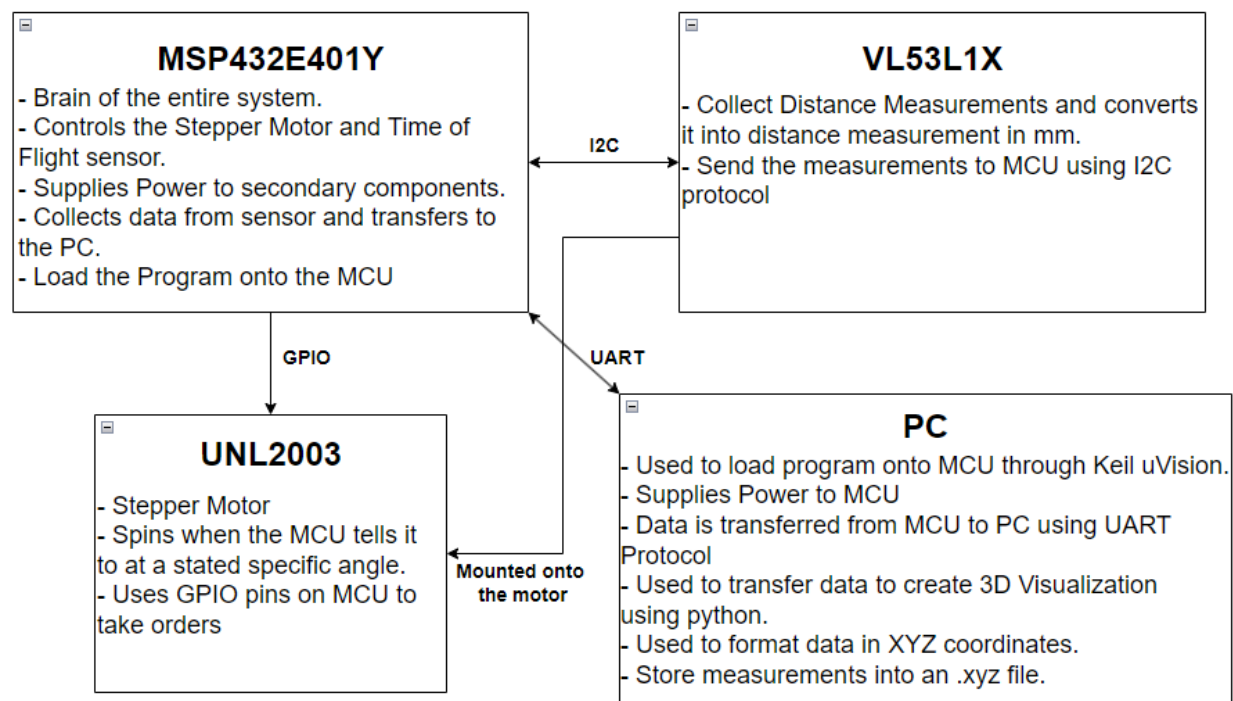 MSP432E401Y
- Brain of the entire system.
- Controls the Stepper Motor and Time of
Flight sensor.
- Supplies Power to secondary components.
- Collects data from sensor and transfers to
the PC.
- Load the Program onto the MCU
I2C
VL53L1X
- Collect Distance Measurements and converts
it into distance measurement in mm.
- Send the measurements to MCU using I2C
protocol
GPIO
UART
UNL2003
- Stepper Motor
- Spins when the MCU tells it
to at a stated specific angle.
- Uses GPIO pins on MCU to
take orders
Mounted onto
the motor
PC
- Used to load program onto MCU through Keil uVision.
- Supplies Power to MCU
- Data is transferred from MCU to PC using UART
Protocol
- Used to transfer data to create 3D Visualization
using python.
- Used to format data in XYZ coordinates.
- Store measurements into an .xyz file.